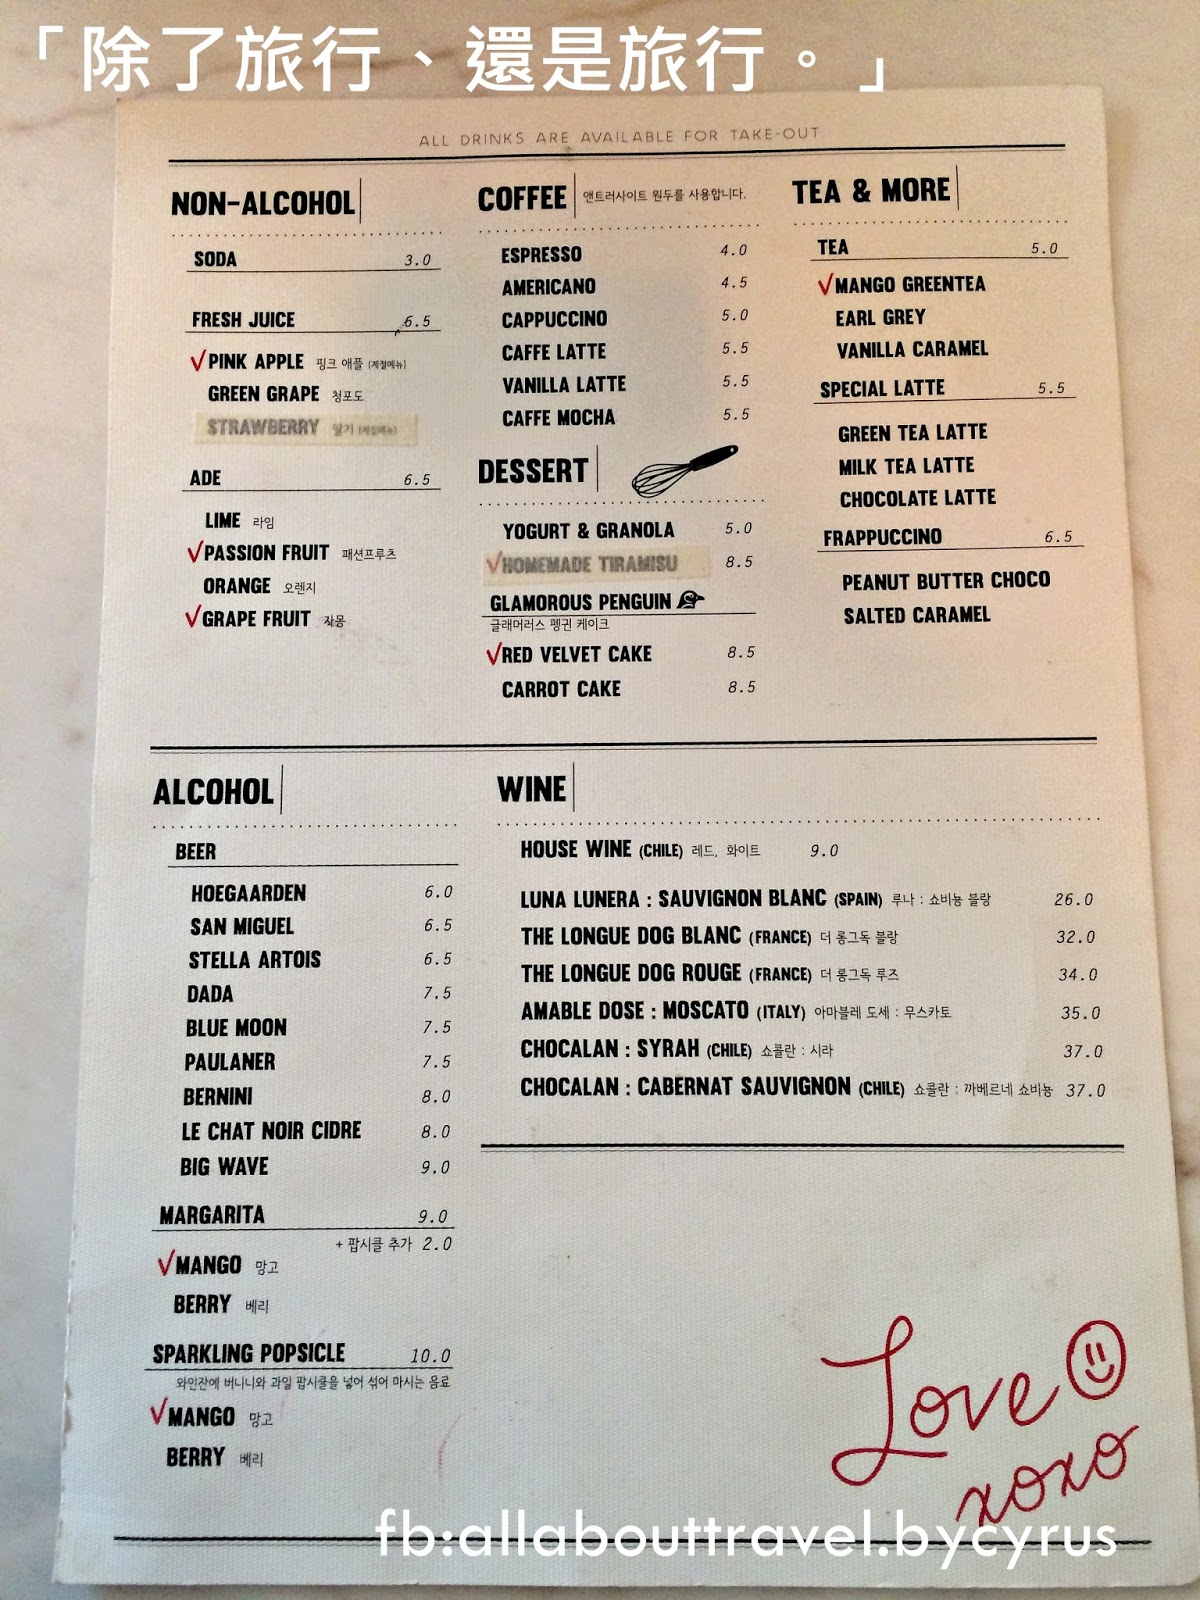 「除了旅行、還是旅行。」
ALL DRINKS ARE AVAILABLE FOR TAKE-OUT
NON-ALCOHOL
SODA 3.0
FRESH JUICE 6.5
PINK APPLE 핑크 애플 (계절메뉴)
GREEN GRAPE 청포도
STRAWBERRY 딸기 (계절메뉴)
ADE 6.5
LIME 라임
PASSION FRUIT 패션프루츠
ORANGE 오렌지
GRAPE FRUIT 자몽
COFFEE 앤트러사이트 원두를 사용합니다.
ESPRESSO 4.0
AMERICANO 4.5
CAPPUCCINO 5.0
CAFFE LATTE 5.5
VANILLA LATTE 5.5
CAFFE MOCHA 5.5
DESSERT
YOGURT & GRANOLA 5.0
HOMEMADE TIRAMISU 8.5
GLAMOROUS PENGUIN
글래머러스 펭귄 케이크
RED VELVET CAKE 8.5
CARROT CAKE 8.5
TEA & MORE
TEA 5.0
MANGO GREENTEA
EARL GREY
VANILLA CARAMEL
SPECIAL LATTE 5.5
GREEN TEA LATTE
MILK TEA LATTE
CHOCOLATE LATTE
FRAPPUCCINO 6.5
PEANUT BUTTER CHOCO
SALTED CARAMEL
ALCOHOL
BEER
HOEGAARDEN 6.0
SAN MIGUEL 6.5
STELLA ARTOIS 6.5
DADA 7.5
BLUE MOON 7.5
PAULANER 7.5
BERNINI 8.0
LE CHAT NOIR CIDRE 8.0
BIG WAVE 9.0
MARGARITA 9.0
+ 팝시클 추가 2.0
MANGO 망고
BERRY 베리
SPARKLING POPSICLE 10.0
와인잔에 버니니와 과일 팝시클을 넣어 섞어 마시는 음료
MANGO 망고
BERRY 베리
WINE
HOUSE WINE (CHILE) 레드, 화이트 9.0
LUNA LUNERA : SAUVIGNON BLANC (SPAIN) 루나 : 쇼비뇽 블랑 26.0
THE LONGUE DOG BLANC (FRANCE) 더 롱그독 블랑 32.0
THE LONGUE DOG ROUGE (FRANCE) 더 롱그독 루즈 34.0
AMABLE DOSE : MOSCATO (ITALY) 아마블레 도세 : 무스카토 35.0
CHOCALAN : SYRAH (CHILE) 쇼콜란 : 시라 37.0
CHOCALAN : CABERNAT SAUVIGNON (CHILE) 쇼콜란 : 까베르네 쇼비뇽 37.0
Love
xoxo
fb:allabouttravel.bycyrus